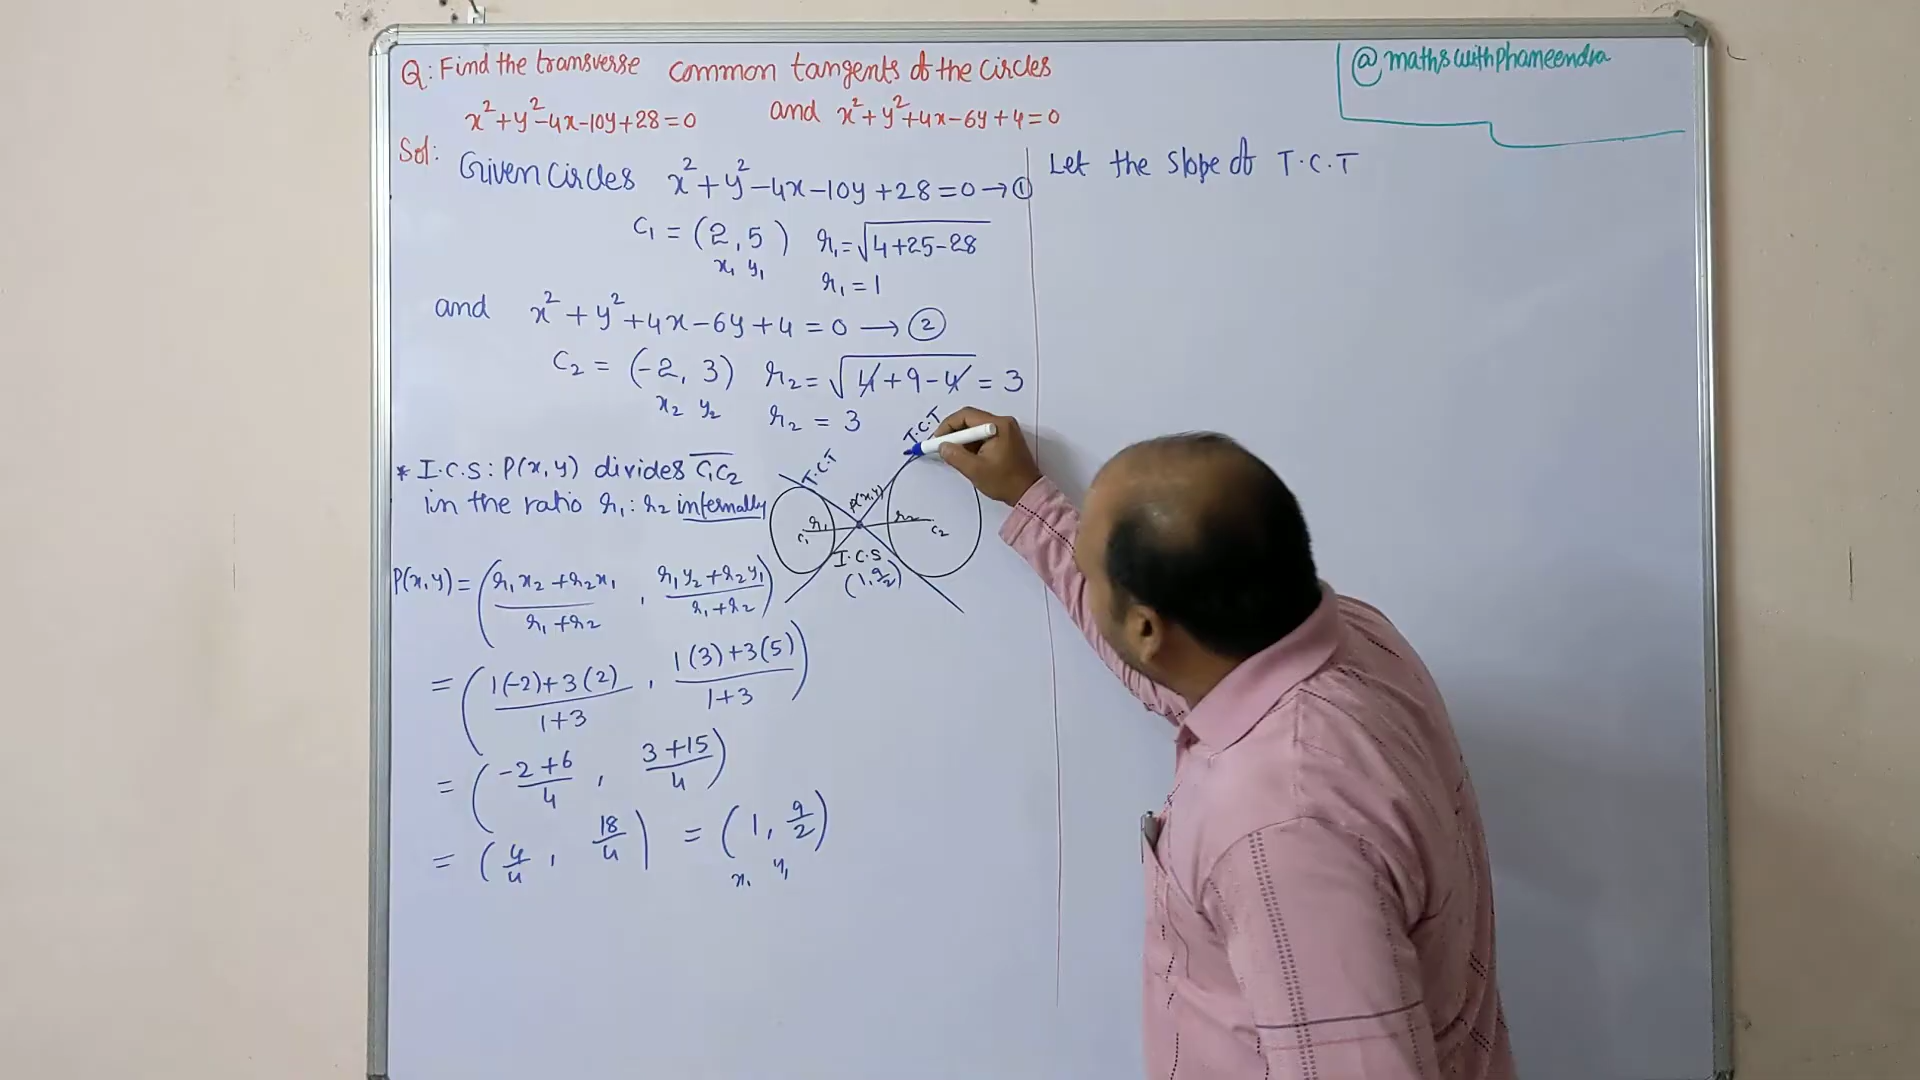 Q: Find the transverse common tangents of the circles
x²+y²-4x-10y+28=0 and x²+y²+4x-6y+4=0
Sol: Given Circles x²+y²-4x-10y+28=0 → ①
C₁ = (2, 5) r₁=√4+25-28
x₁ y₁
r₁ = 1
and x²+y²+4x-6y+4=0 → ②
C₂ = (-2, 3) r₂=√4+9-4 = 3
x₂ y₂ r₂ = 3
* I.C.S: P(x,y) divides C₁C₂
in the ratio r₁: r₂ internally
P(x,y)= (r₁x₂+r₂x₁/r₁+r₂ , r₁y₂+r₂y₁/r₁+r₂)
= (1(-2)+3(2)/1+3 , 1(3)+3(5)/1+3)
= (-2+6/4 , 3+15/4)
= (4/4 , 18/4) = (1, 9/2)
x₁ y₁
T.C.T
T.C.T
P(x,y)
r₁
r₂
C₁
C₂
I.C.S
(1, 9/2)
@mathswithphameendra
Let the slope of T.C.T